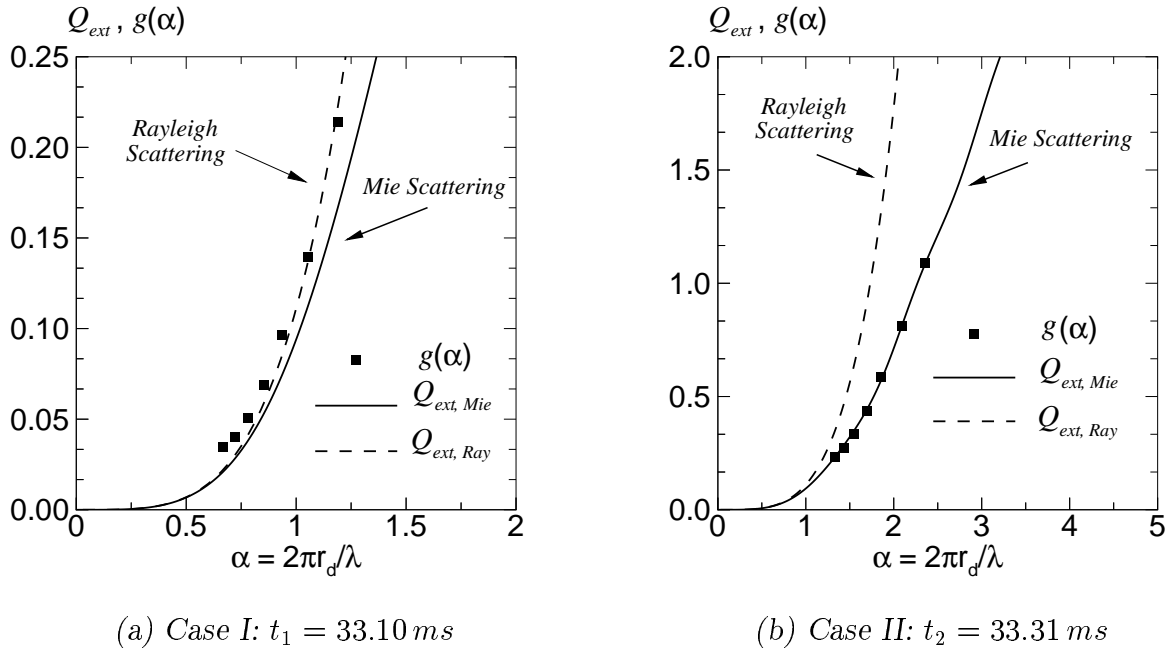 Q_ext , g(α)
0.25
0.20
0.15
0.10
0.05
0.00
Rayleigh
Scattering
Mie Scattering
g(α)
Q_ext, Mie
Q_ext, Ray
0.5 1 1.5 2
α = 2πr_d/λ
(a) Case I: t_1 = 33.10 ms
Q_ext , g(α)
2.0
1.5
1.0
0.5
0.0
Rayleigh
Scattering
Mie Scattering
g(α)
Q_ext, Mie
Q_ext, Ray
0 1 2 3 4 5
α = 2πr_d/λ
(b) Case II: t_2 = 33.31 ms